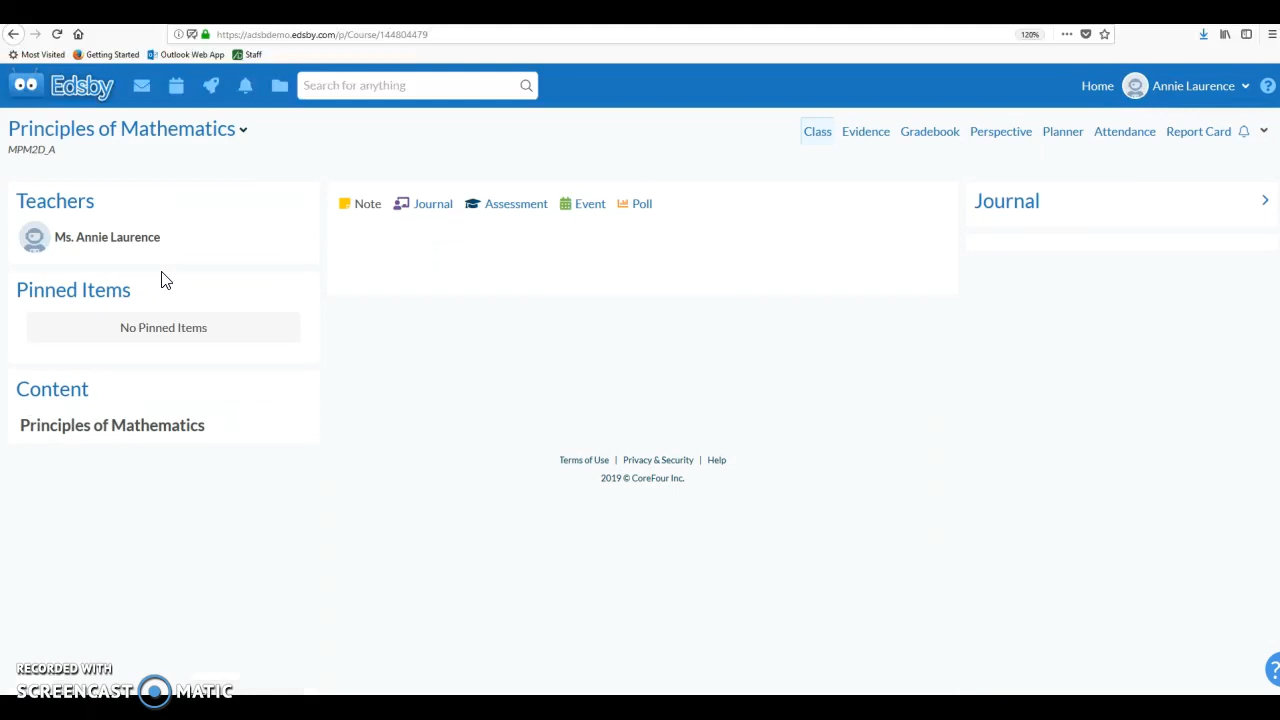 https://adsbdemo.edsby.com/p/Course/144804479
120%
Most Visited Getting Started Outlook Web App Staff
Edsby
Search for anything
Home Annie Laurence
Principles of Mathematics
MPM2D_A
Class Evidence Gradebook Perspective Planner Attendance Report Card
Teachers
Ms. Annie Laurence
Pinned Items
No Pinned Items
Content
Principles of Mathematics
Note Journal Assessment Event Poll
Journal
Terms of Use | Privacy & Security | Help
2019 © CoreFour Inc.
RECORDED WITH
SCREENCAST MATIC